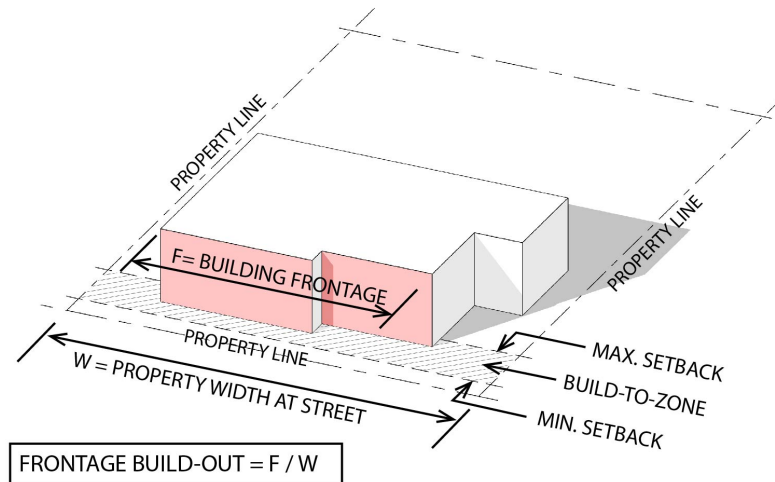 PROPERTY LINE
PROPERTY LINE
F= BUILDING FRONTAGE
PROPERTY LINE
W = PROPERTY WIDTH AT STREET
MAX. SETBACK
BUILD-TO-ZONE
MIN. SETBACK
FRONTAGE BUILD-OUT = F / W